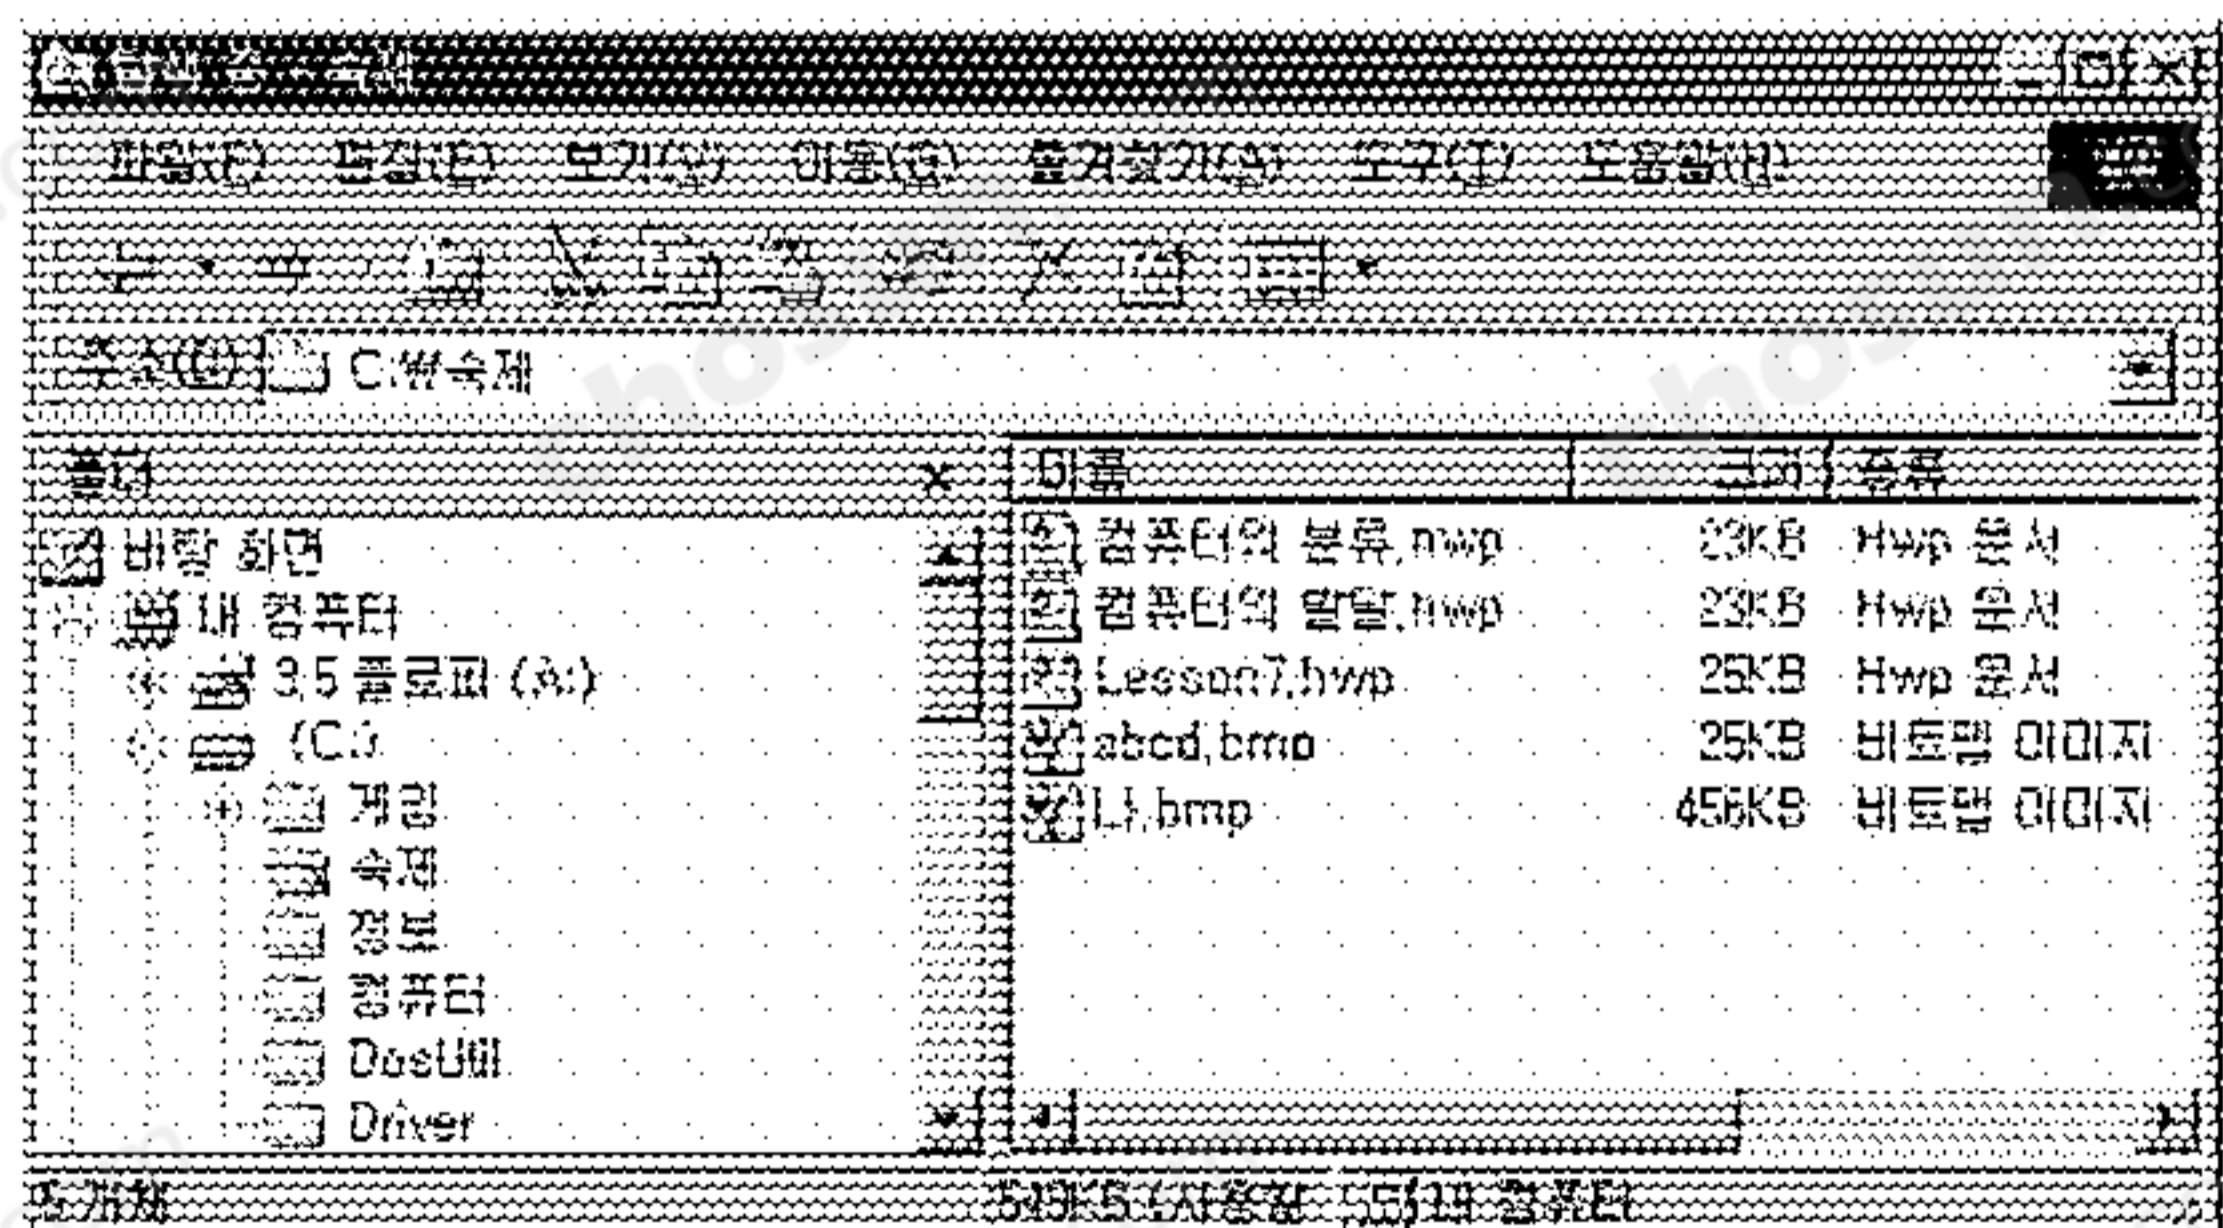 파일(F) 편집(E) 보기(V) 이동(G) 즐겨찾기(A) 도구(T) 도움말(H)
주소(D) C:\숙제
폴더
이름 크기 종류
바탕 화면
내 컴퓨터
3.5 플로피 (A:)
(C:)
게임
숙제
정보
컴퓨터
DosUtil
Driver
컴퓨터의 분류.hwp 23KB Hwp 문서
컴퓨터의 발달.hwp 23KB Hwp 문서
Lesson7.hwp 25KB Hwp 문서
abcd.bmp 25KB 비트맵 이미지
나.bmp 456KB 비트맵 이미지
5 개체
내 컴퓨터
chosun.com